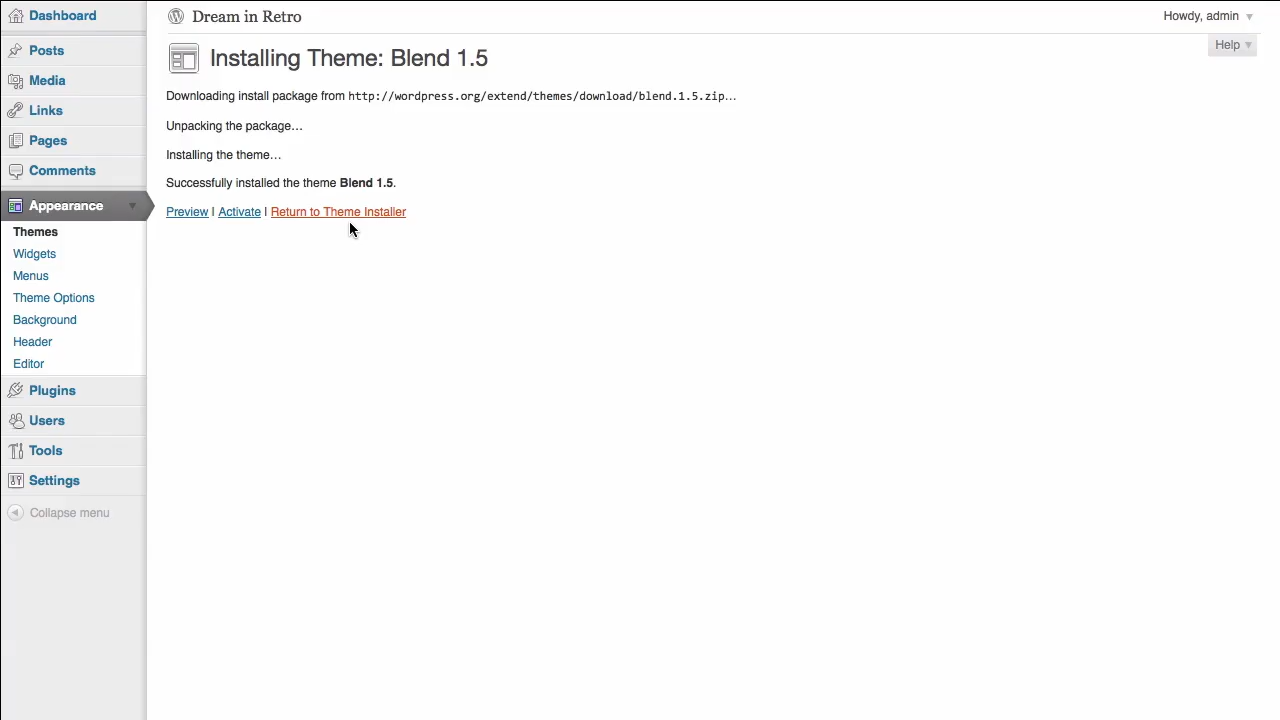 Dashboard
Posts
Media
Links
Pages
Comments
Appearance
Themes
Widgets
Menus
Theme Options
Background
Header
Editor
Plugins
Users
Tools
Settings
Collapse menu
Dream in Retro
Howdy, admin
Help
Installing Theme: Blend 1.5
Downloading install package from http://wordpress.org/extend/themes/download/blend.1.5.zip…
Unpacking the package…
Installing the theme…
Successfully installed the theme Blend 1.5.
Preview | Activate | Return to Theme Installer